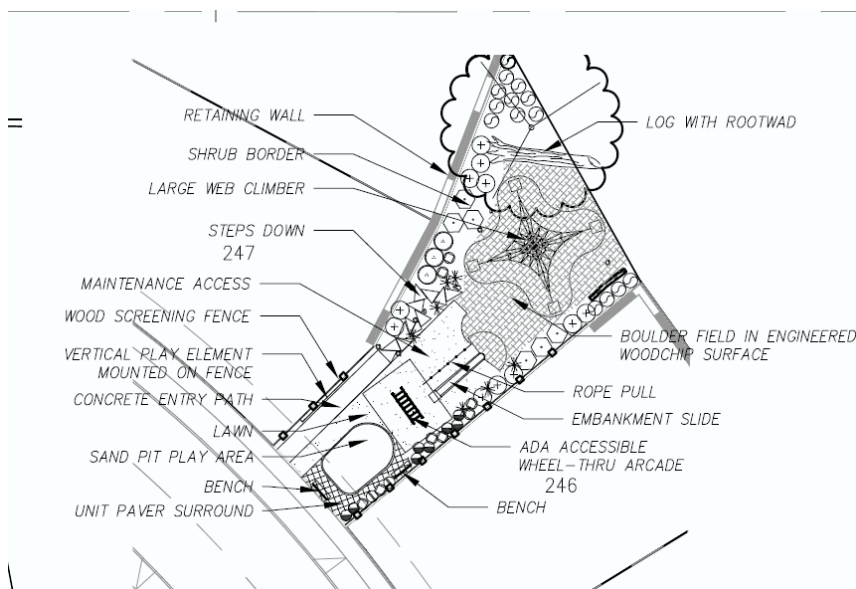 RETAINING WALL
SHRUB BORDER
LARGE WEB CLIMBER
STEPS DOWN
247
MAINTENANCE ACCESS
WOOD SCREENING FENCE
VERTICAL PLAY ELEMENT
MOUNTED ON FENCE
CONCRETE ENTRY PATH
LAWN
SAND PIT PLAY AREA
BENCH
UNIT PAVER SURROUND
LOG WITH ROOTWAD
BOULDER FIELD IN ENGINEERED
WOODCHIP SURFACE
ROPE PULL
EMBANKMENT SLIDE
ADA ACCESSIBLE
WHEEL-THRU ARCADE
246
BENCH